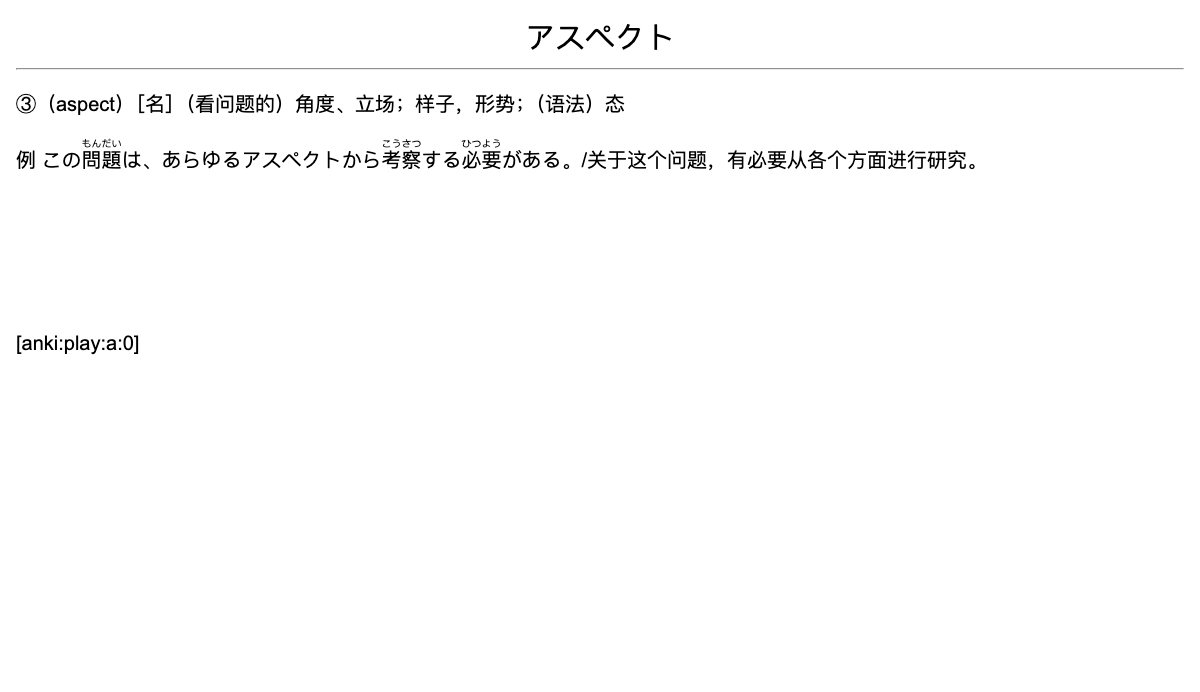 アスペクト
③（aspect）［名］（看问题的）角度、立场；样子，形势；（语法）态
もんだい こうさつ ひつよう
例 この問題は、あらゆるアスペクトから考察する必要がある。/关于这个问题，有必要从各个方面进行研究。
[anki:play:a:0]